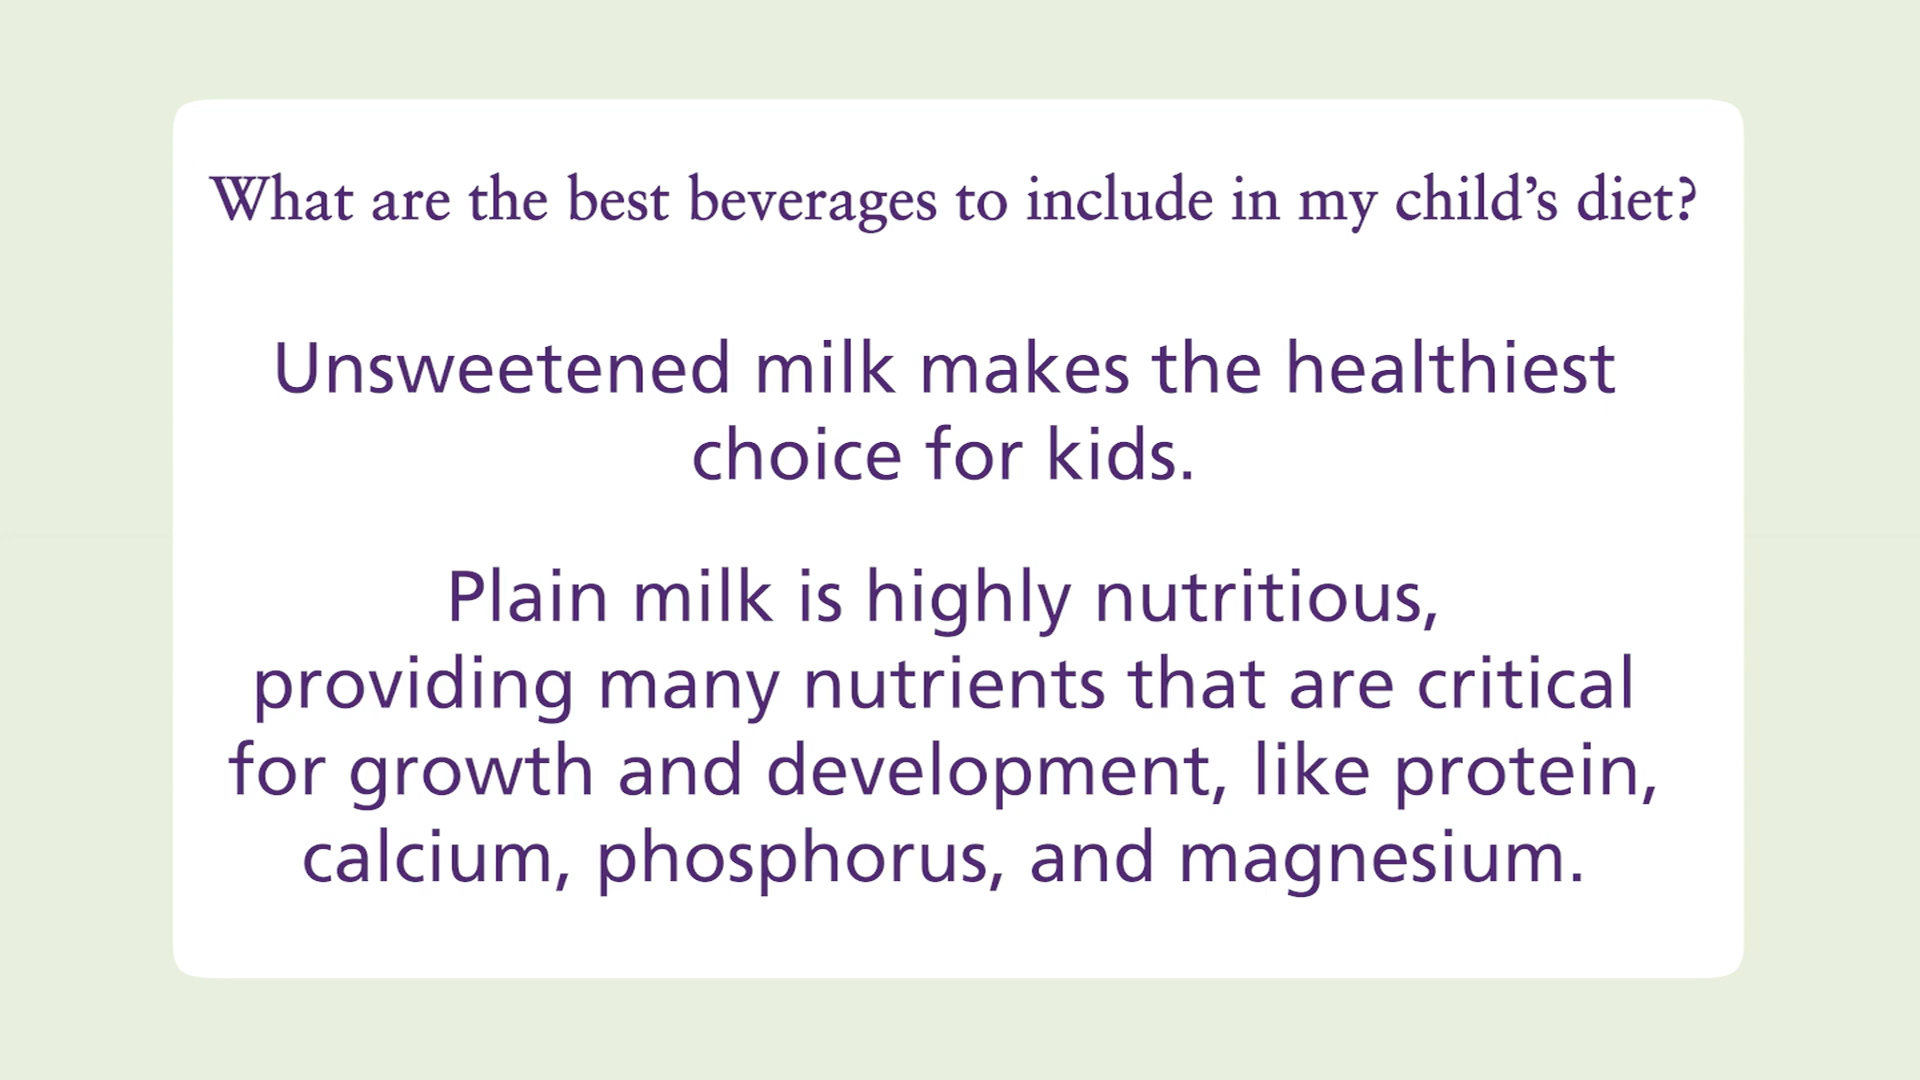 What are the best beverages to include in my child’s diet?
Unsweetened milk makes the healthiest
choice for kids.
Plain milk is highly nutritious,
providing many nutrients that are critical
for growth and development, like protein,
calcium, phosphorus, and magnesium.